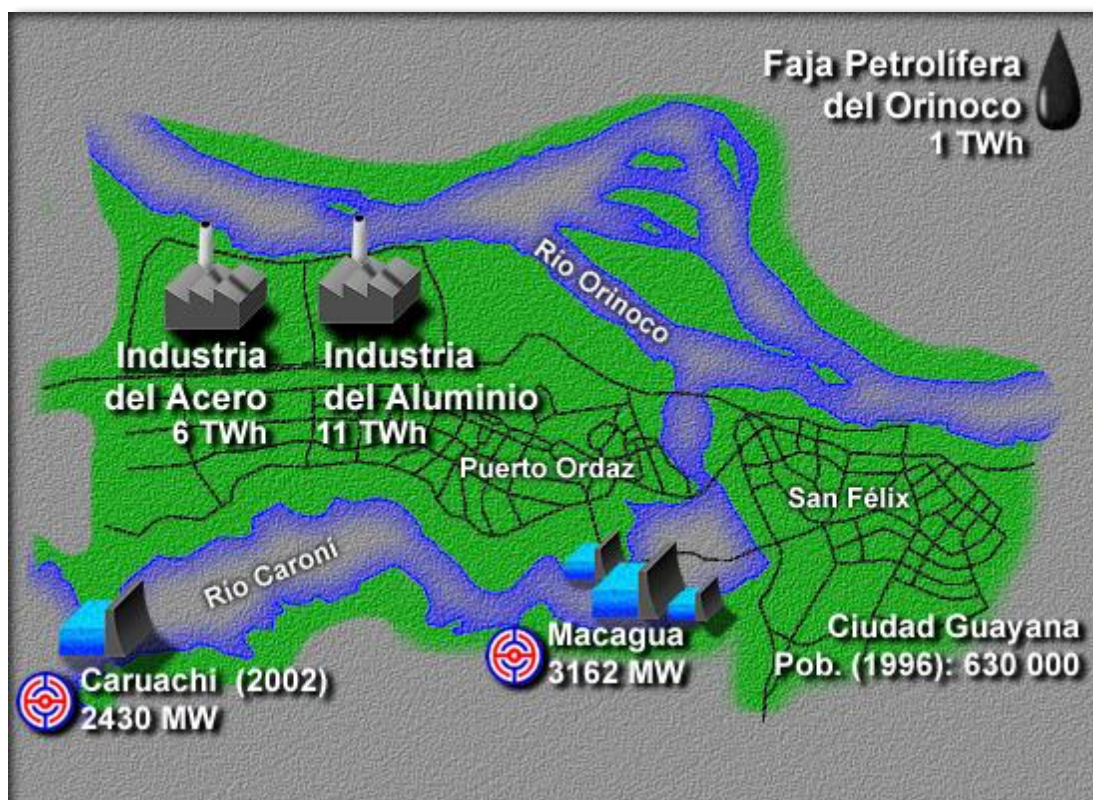 Faja Petrolífera
del Orinoco
1 TWh
Río Orinoco
Industria
del Acero
6 TWh
Industria
del Aluminio
11 TWh
Puerto Ordaz
San Félix
Río Caroní
Macagua
3162 MW
Ciudad Guayana
Pob. (1996): 630 000
Caruachi (2002)
2430 MW